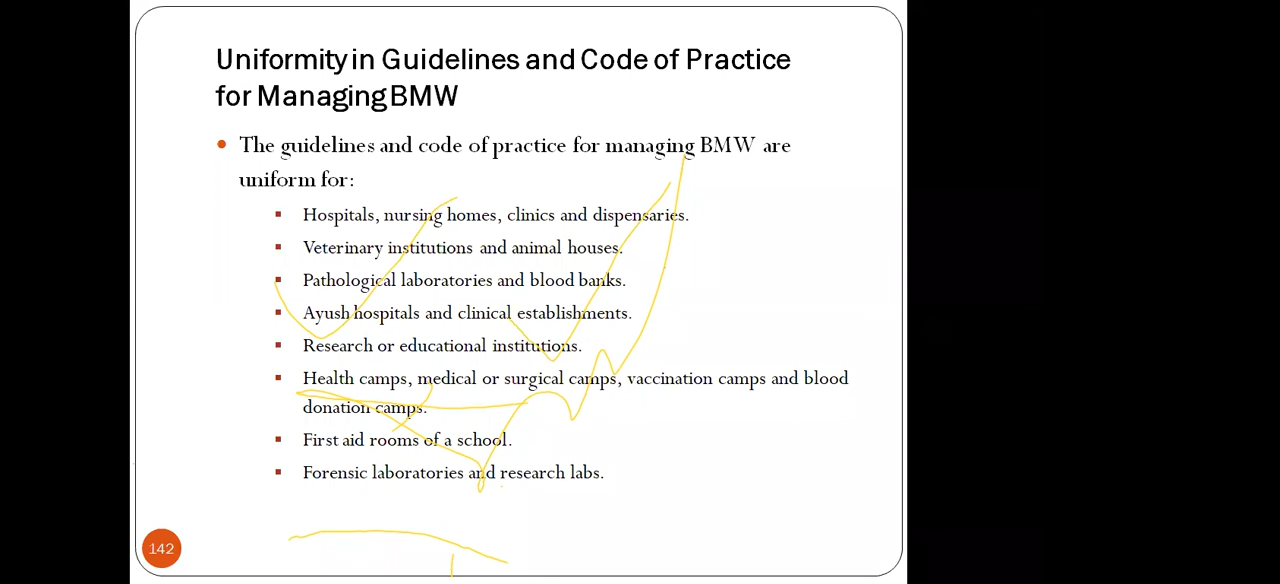 Uniformity in Guidelines and Code of Practice
for Managing BMW
• The guidelines and code of practice for managing BMW are
uniform for:
▪ Hospitals, nursing homes, clinics and dispensaries.
▪ Veterinary institutions and animal houses.
▪ Pathological laboratories and blood banks.
▪ Ayush hospitals and clinical establishments.
▪ Research or educational institutions.
▪ Health camps, medical or surgical camps, vaccination camps and blood
donation camps.
▪ First aid rooms of a school.
▪ Forensic laboratories and research labs.
142